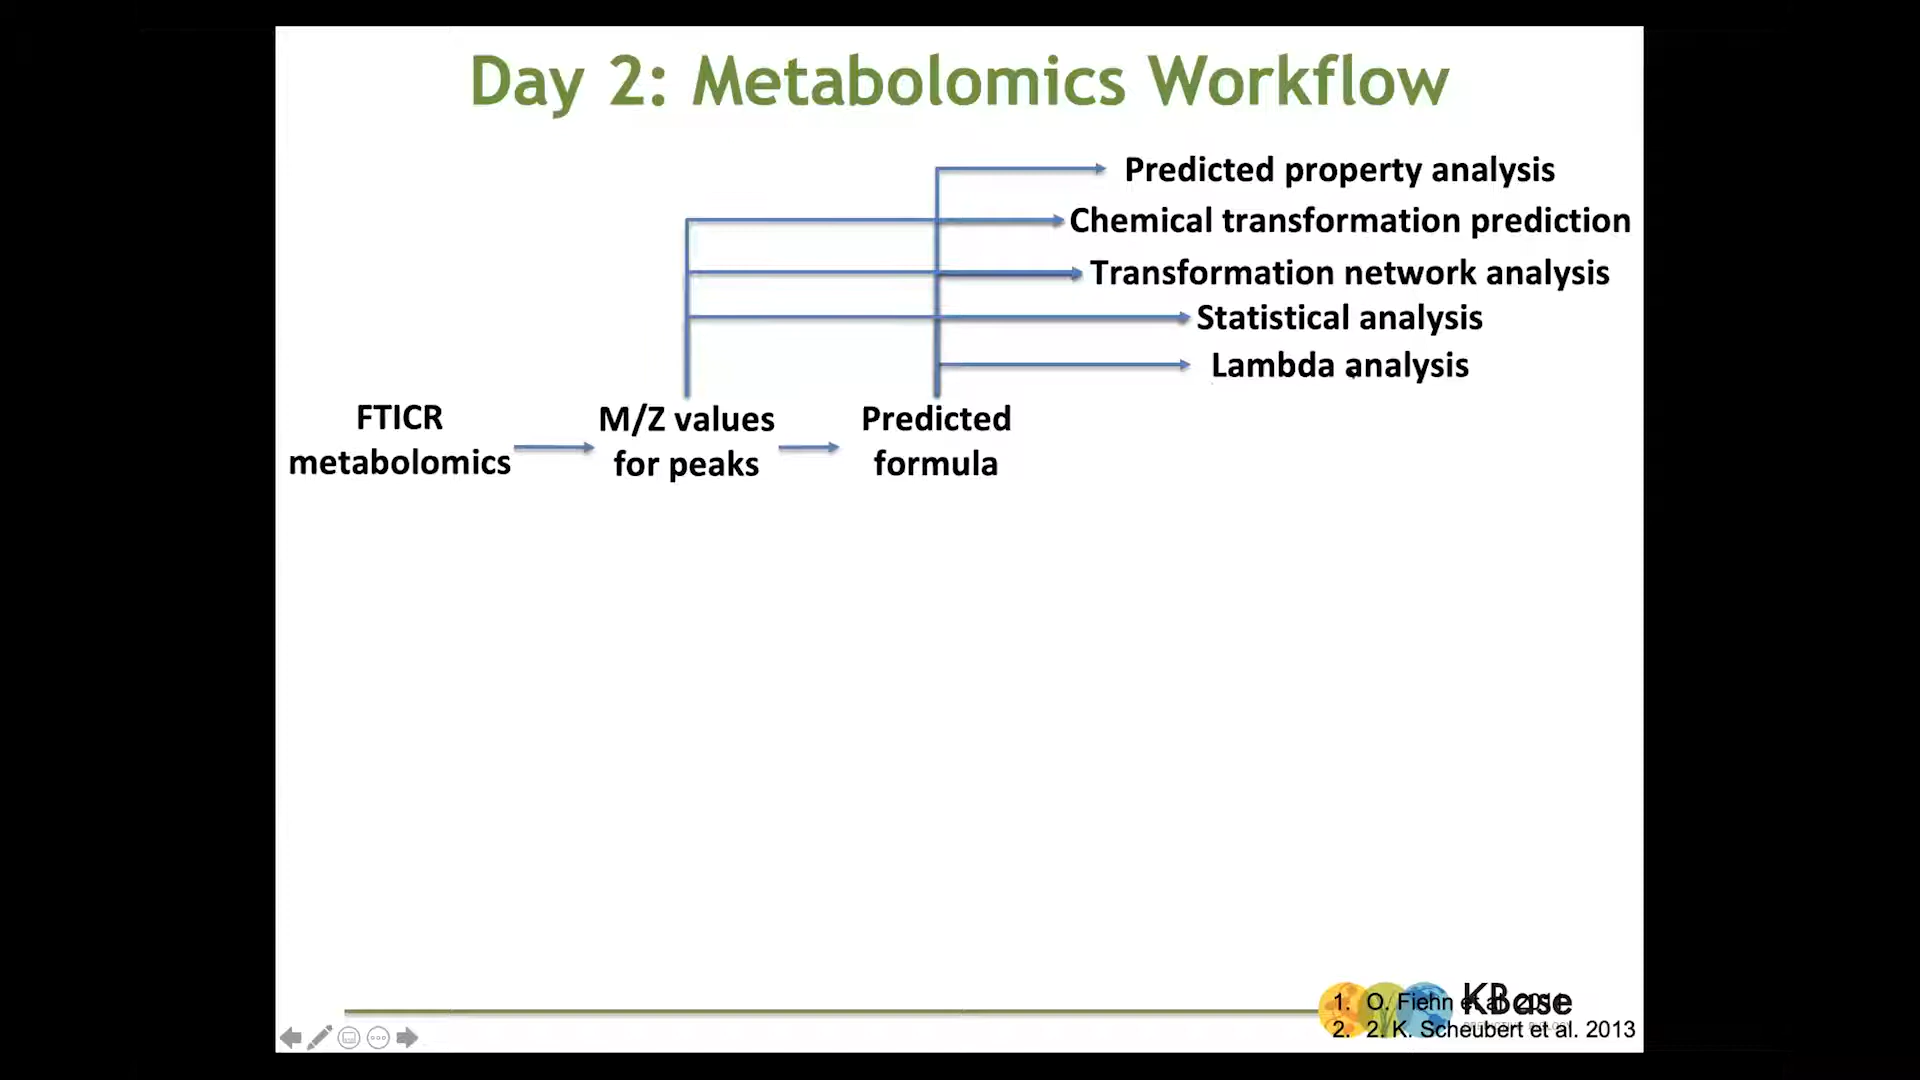 Day 2: Metabolomics Workflow
Predicted property analysis
Chemical transformation prediction
Transformation network analysis
Statistical analysis
Lambda analysis
FTICR
metabolomics
M/Z values
for peaks
Predicted
formula
KBase
1. O. Fiehn et al.
2. 2. K. Scheubert et al. 2013